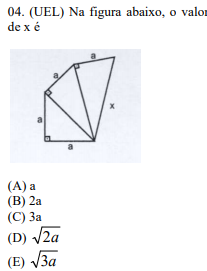 04. (UEL) Na figura abaixo, o valor
de x é
a
a
a
x
a
(A) a
(B) 2a
(C) 3a
(D) √2a
(E) √3a